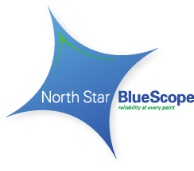 North Star BlueScope
reliability at every point